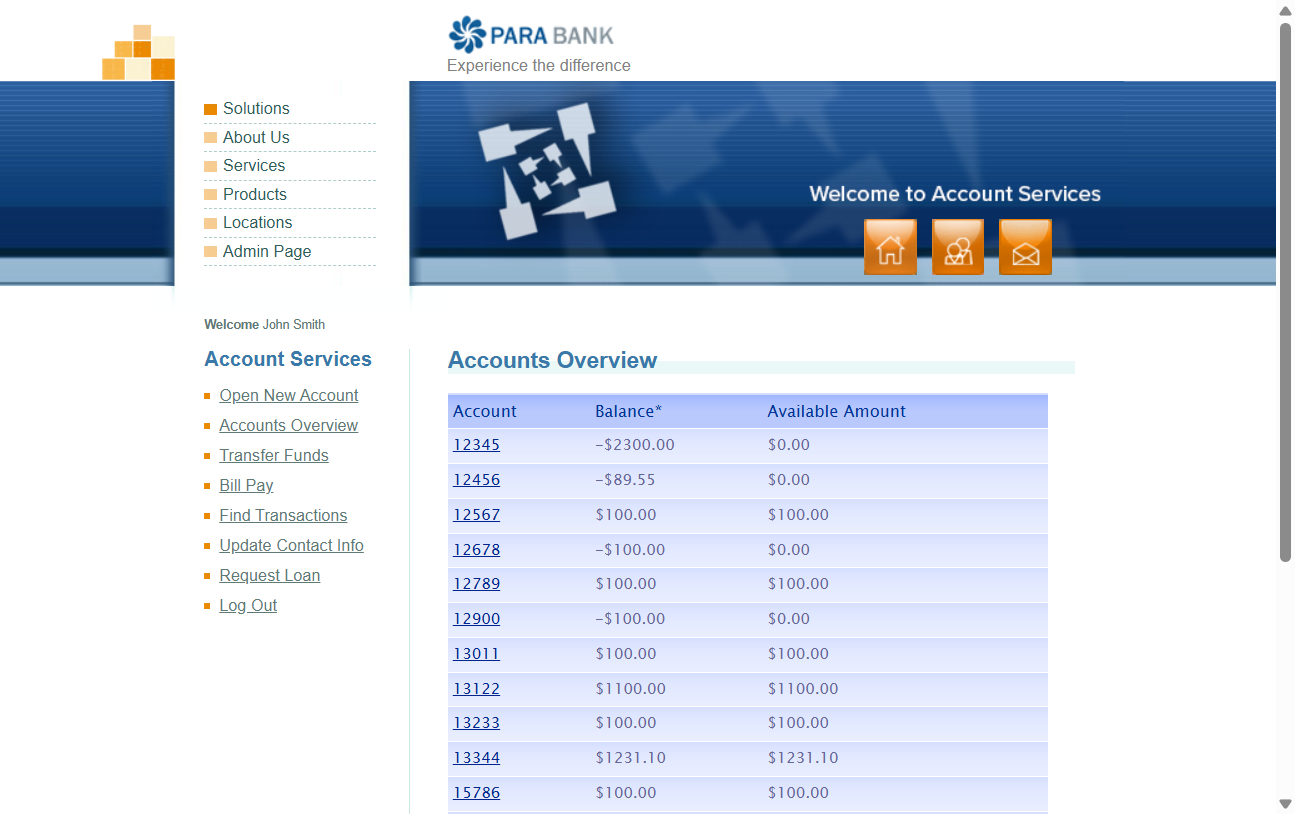 PARA BANK
Experience the difference
Solutions
About Us
Services
Products
Locations
Admin Page
Welcome to Account Services
Welcome John Smith
Account Services
Open New Account
Accounts Overview
Transfer Funds
Bill Pay
Find Transactions
Update Contact Info
Request Loan
Log Out
Accounts Overview
Account Balance* Available Amount
12345 -$2300.00 $0.00
12456 -$89.55 $0.00
12567 $100.00 $100.00
12678 -$100.00 $0.00
12789 $100.00 $100.00
12900 -$100.00 $0.00
13011 $100.00 $100.00
13122 $1100.00 $1100.00
13233 $100.00 $100.00
13344 $1231.10 $1231.10
15786 $100.00 $100.00